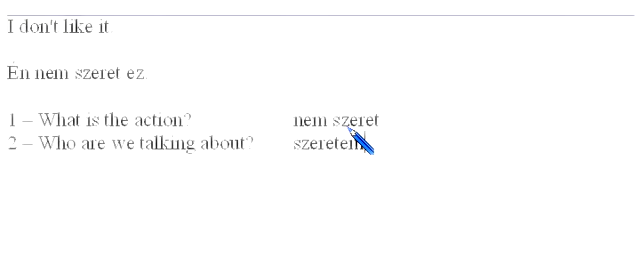 I don't like it
Én nem szeret ez.
1 – What is the action? nem szeret
2 – Who are we talking about? szeretem